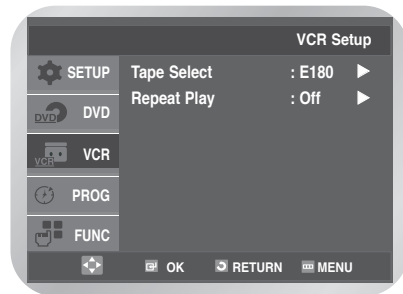 VCR Setup
SETUP
Tape Select : E180
Repeat Play : Off
DVD DVD
VCR VCR
PROG
FUNC
OK RETURN MENU